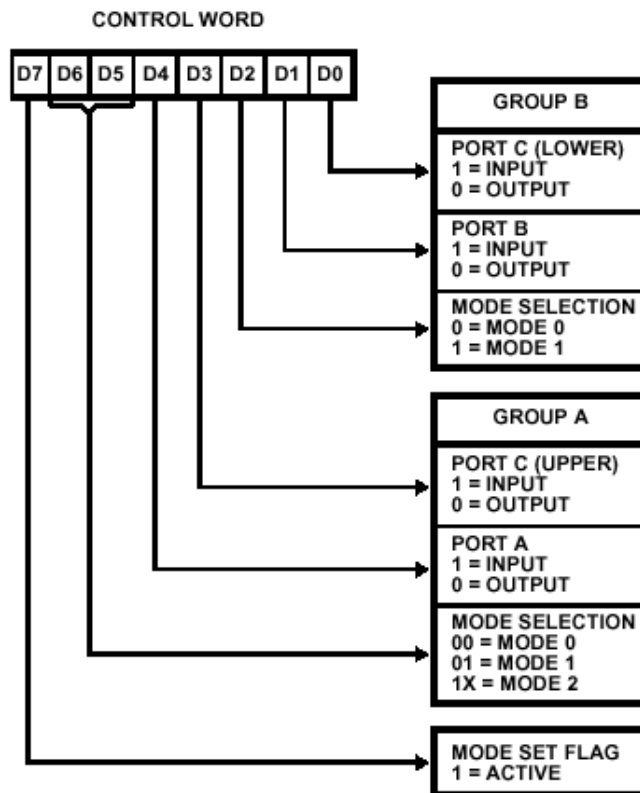 CONTROL WORD
D7 D6 D5 D4 D3 D2 D1 D0
GROUP B
PORT C (LOWER)
1 = INPUT
0 = OUTPUT
PORT B
1 = INPUT
0 = OUTPUT
MODE SELECTION
0 = MODE 0
1 = MODE 1
GROUP A
PORT C (UPPER)
1 = INPUT
0 = OUTPUT
PORT A
1 = INPUT
0 = OUTPUT
MODE SELECTION
00 = MODE 0
01 = MODE 1
1X = MODE 2
MODE SET FLAG
1 = ACTIVE